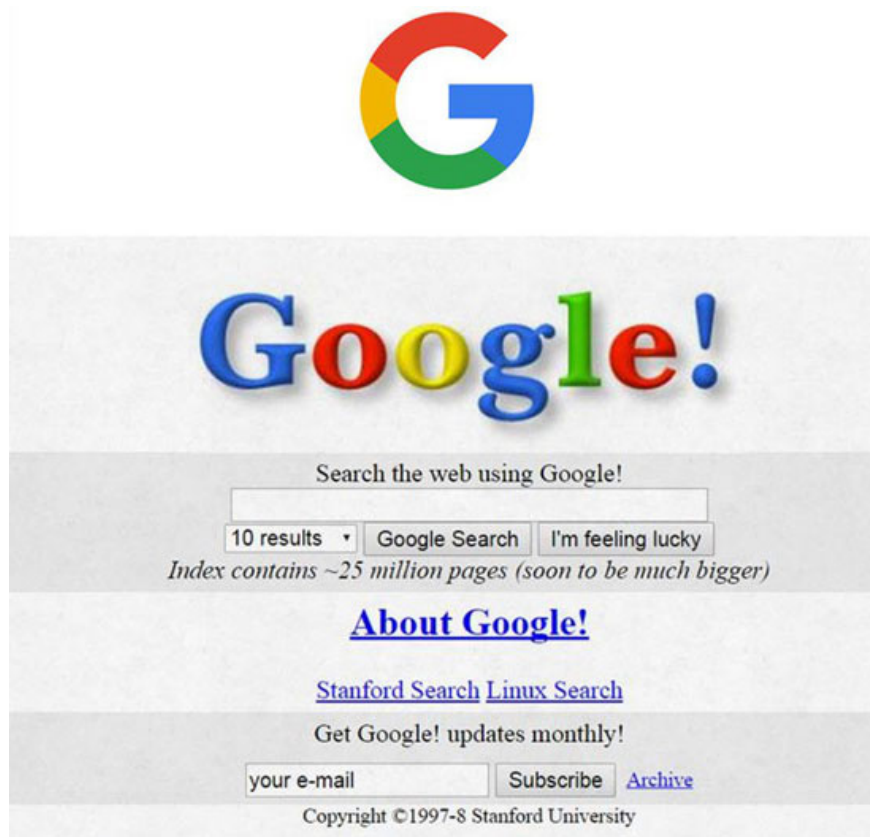 G
Google!
Search the web using Google!
10 results Google Search I'm feeling lucky
Index contains ~25 million pages (soon to be much bigger)
About Google!
Stanford Search Linux Search
Get Google! updates monthly!
your e-mail Subscribe Archive
Copyright ©1997-8 Stanford University